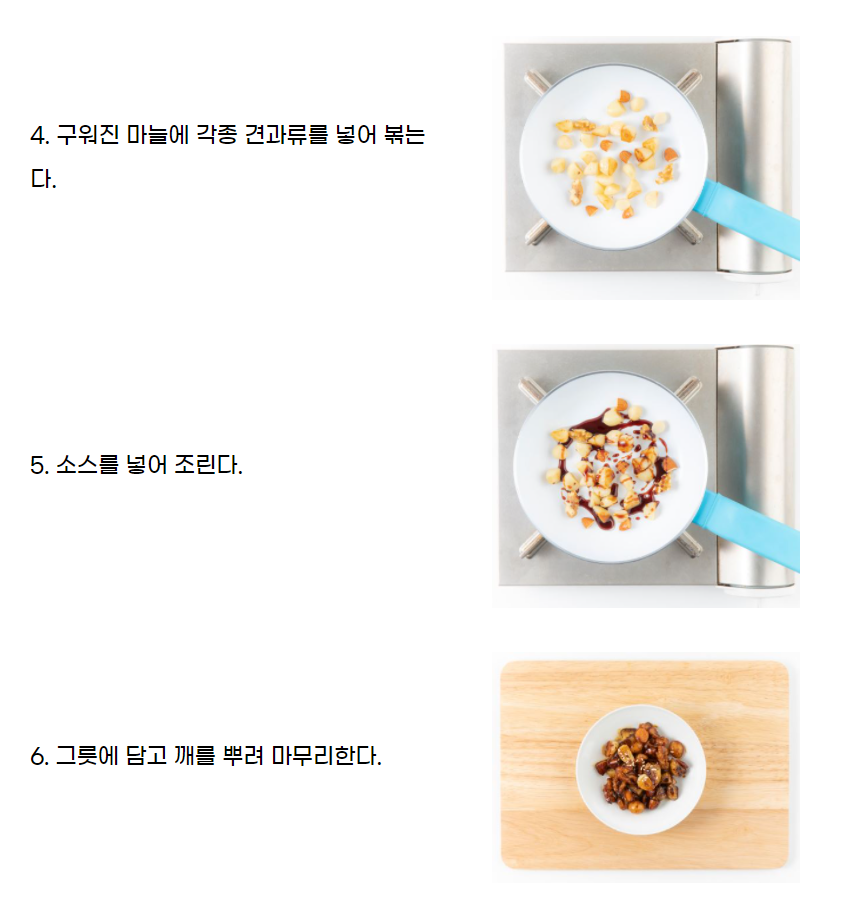 4. 구워진 마늘에 각종 견과류를 넣어 볶는
다.
5. 소스를 넣어 조린다.
6. 그릇에 담고 깨를 뿌려 마무리한다.